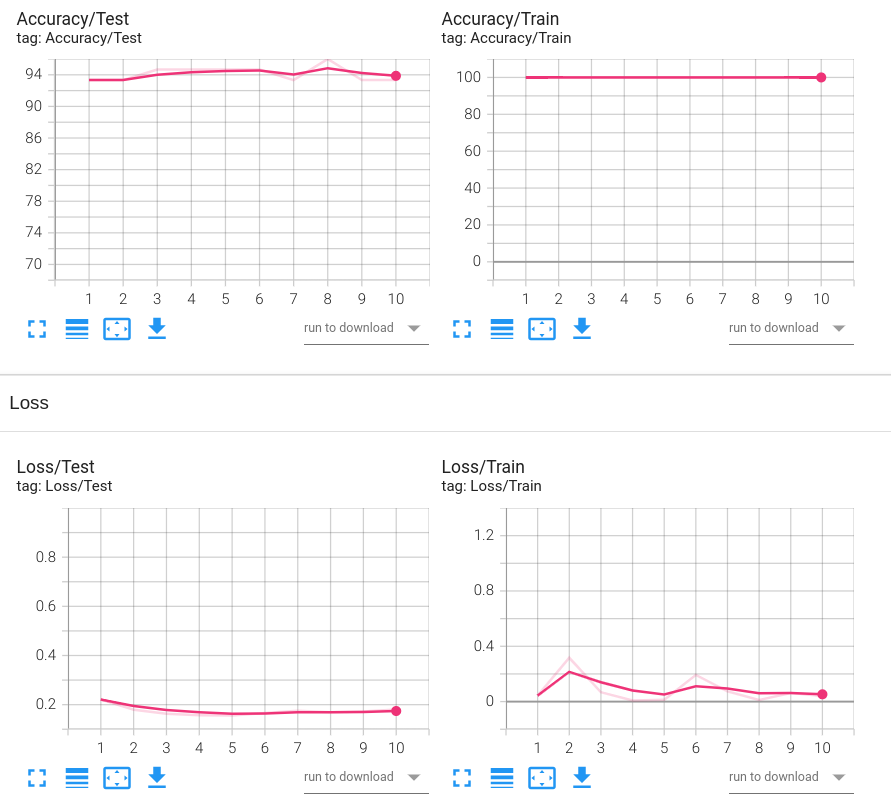 Accuracy/Test
tag: Accuracy/Test
94
90
86
82
78
74
70
1 2 3 4 5 6 7 8 9 10
run to download
Accuracy/Train
tag: Accuracy/Train
100
80
60
40
20
0
1 2 3 4 5 6 7 8 9 10
run to download
Loss
Loss/Test
tag: Loss/Test
0.8
0.6
0.4
0.2
1 2 3 4 5 6 7 8 9 10
run to download
Loss/Train
tag: Loss/Train
1.2
0.8
0.4
0
1 2 3 4 5 6 7 8 9 10
run to download